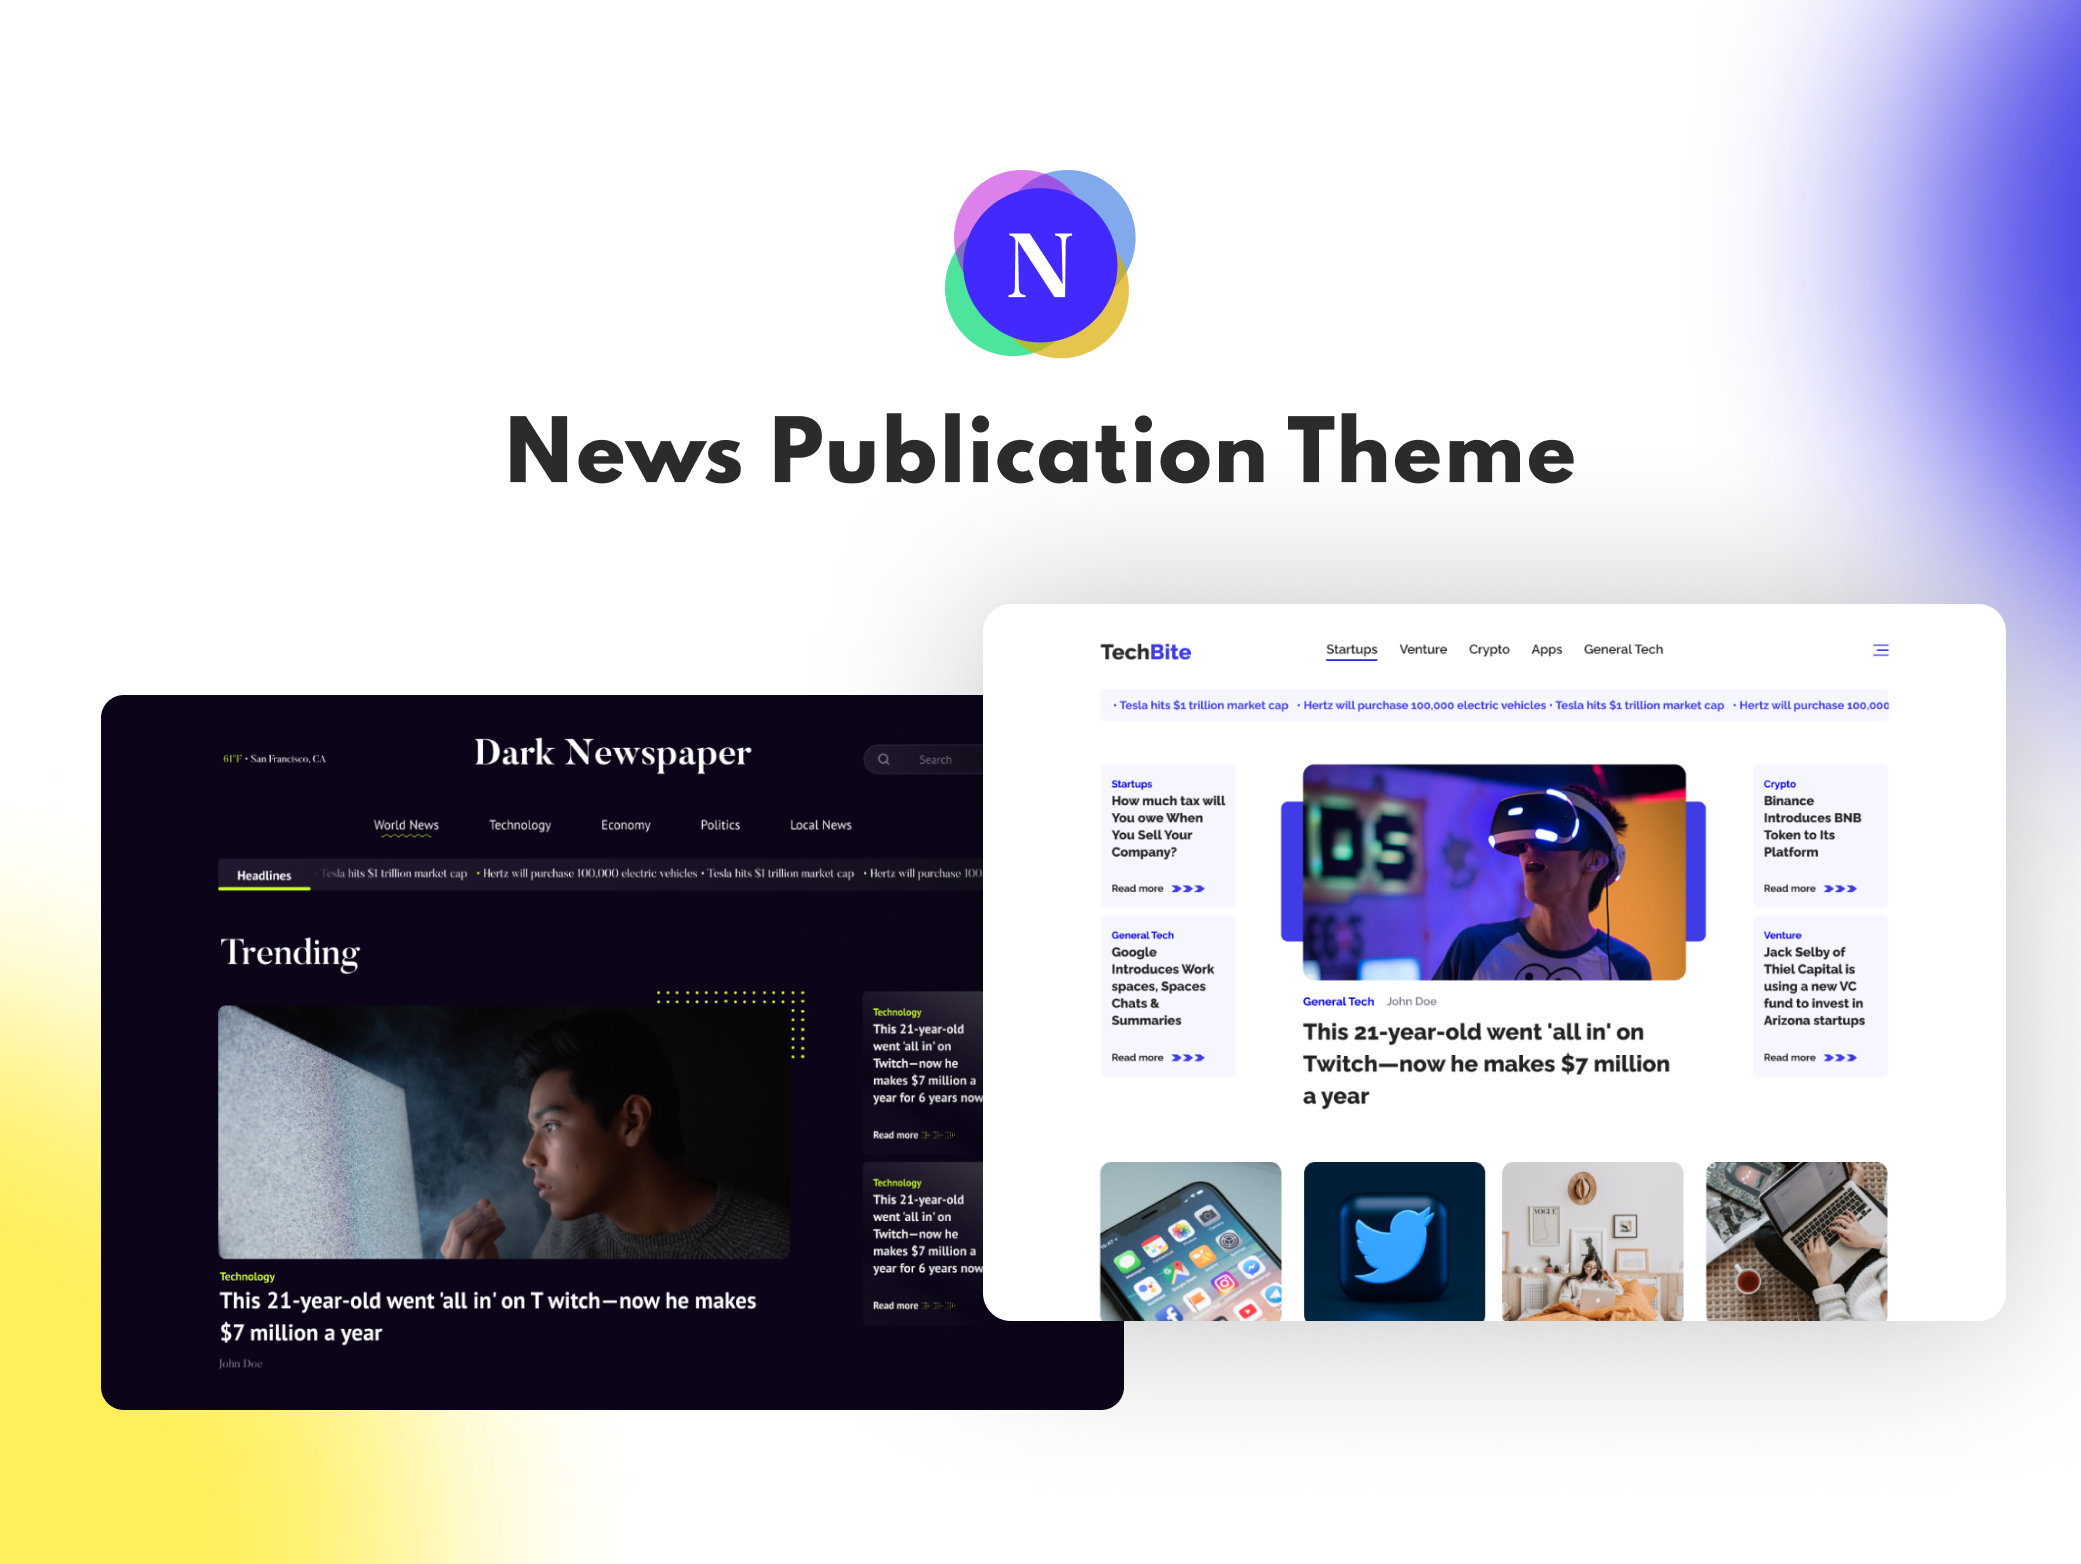 N
News Publication Theme
61°F • San Francisco, CA
Dark Newspaper
Search
World News
Technology
Economy
Politics
Local News
Headlines
Tesla hits $1 trillion market cap • Hertz will purchase 100,000 electric vehicles • Tesla hits $1 trillion market cap • Hertz will purchase 100
Trending
Technology
This 21-year-old went 'all in' on T witch—now he makes
$7 million a year
John Doe
Technology
This 21-year-old
went 'all in' on
Twitch—now he
makes $7 million a
year for 6 years now
Read more
Technology
This 21-year-old
went 'all in' on
Twitch—now he
makes $7 million a
year for 6 years now
Read more
TechBite
Startups
Venture
Crypto
Apps
General Tech
• Tesla hits $1 trillion market cap • Hertz will purchase 100,000 electric vehicles • Tesla hits $1 trillion market cap • Hertz will purchase 100,000
Startups
How much tax will
You owe When
You Sell Your
Company?
Read more
General Tech
Google
Introduces Work
spaces, Spaces
Chats &
Summaries
Read more
DS
General Tech John Doe
This 21-year-old went 'all in' on
Twitch—now he makes $7 million
a year
Crypto
Binance
Introduces BNB
Token to Its
Platform
Read more
Venture
Jack Selby of
Thiel Capital is
using a new VC
fund to invest in
Arizona startups
Read more
VOGUE